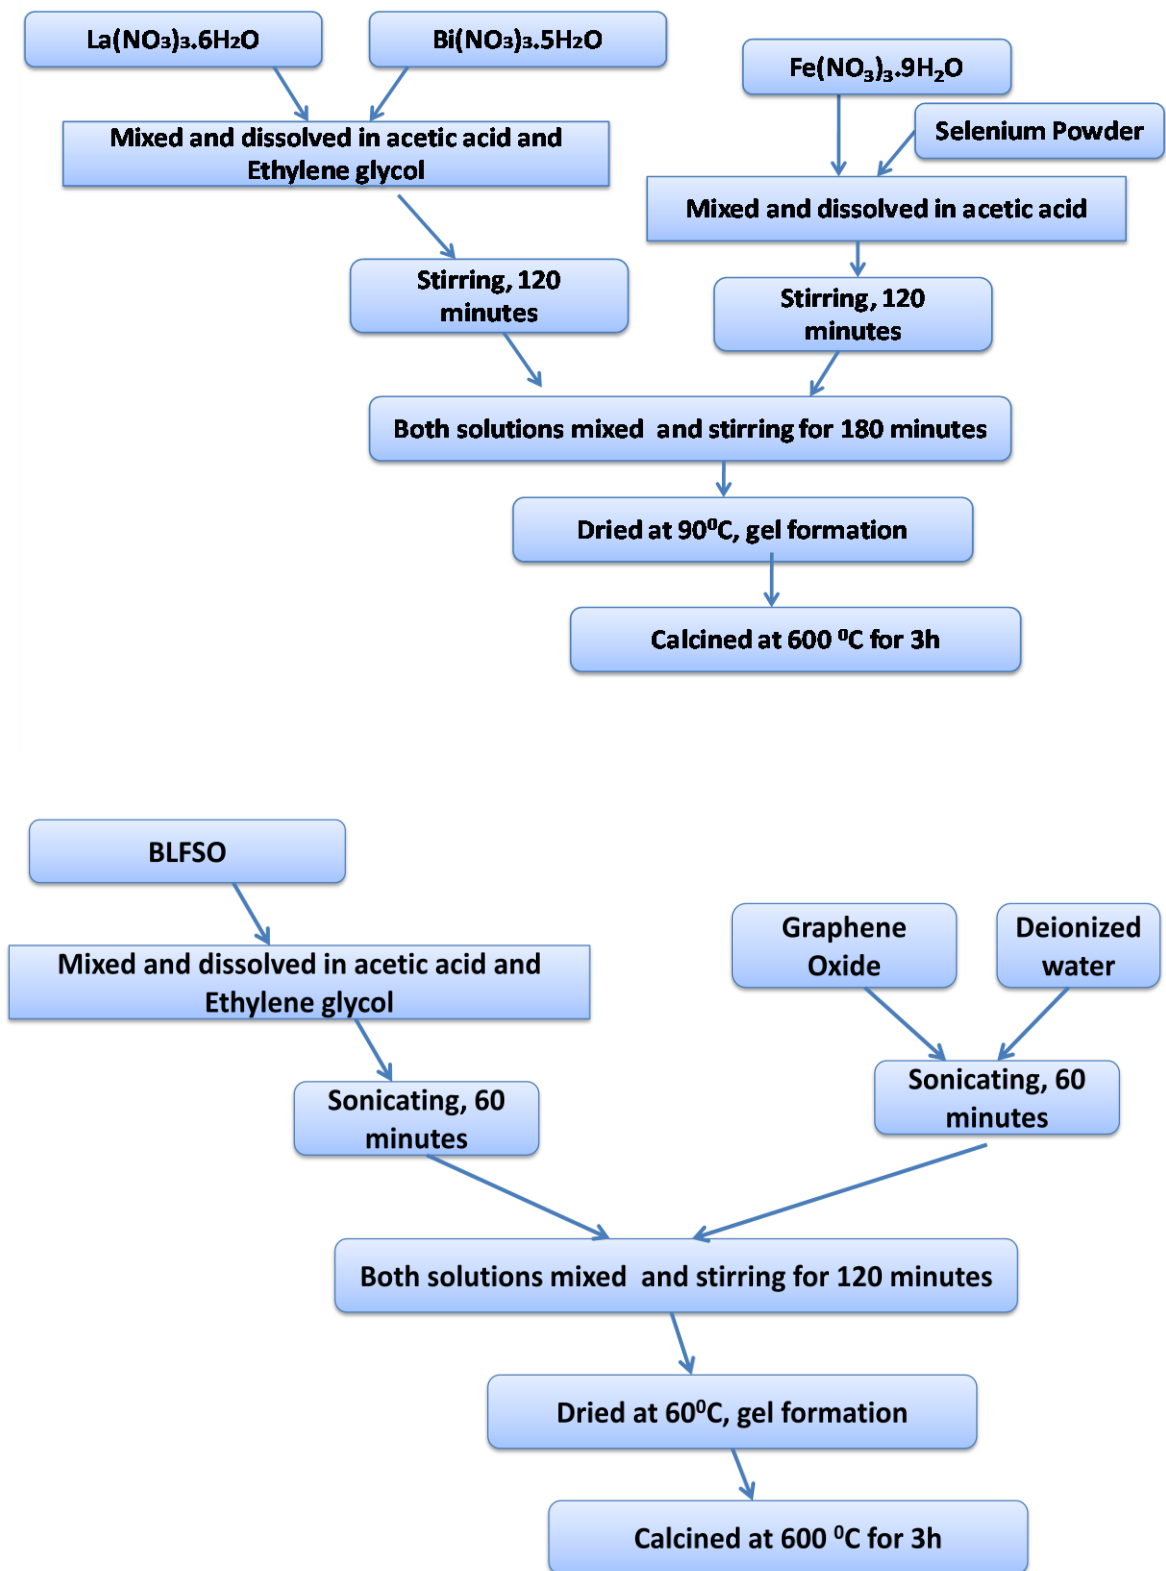 La(NO₃)₃.6H₂O
Bi(NO₃)₃.5H₂O
Fe(NO₃)₃.9H₂O
Selenium Powder
Mixed and dissolved in acetic acid and
Ethylene glycol
Mixed and dissolved in acetic acid
Stirring, 120
minutes
Stirring, 120
minutes
Both solutions mixed and stirring for 180 minutes
Dried at 90⁰C, gel formation
Calcined at 600 ⁰C for 3h
BLFSO
Mixed and dissolved in acetic acid and
Ethylene glycol
Graphene
Oxide
Deionized
water
Sonicating, 60
minutes
Sonicating, 60
minutes
Both solutions mixed and stirring for 120 minutes
Dried at 60⁰C, gel formation
Calcined at 600 ⁰C for 3h